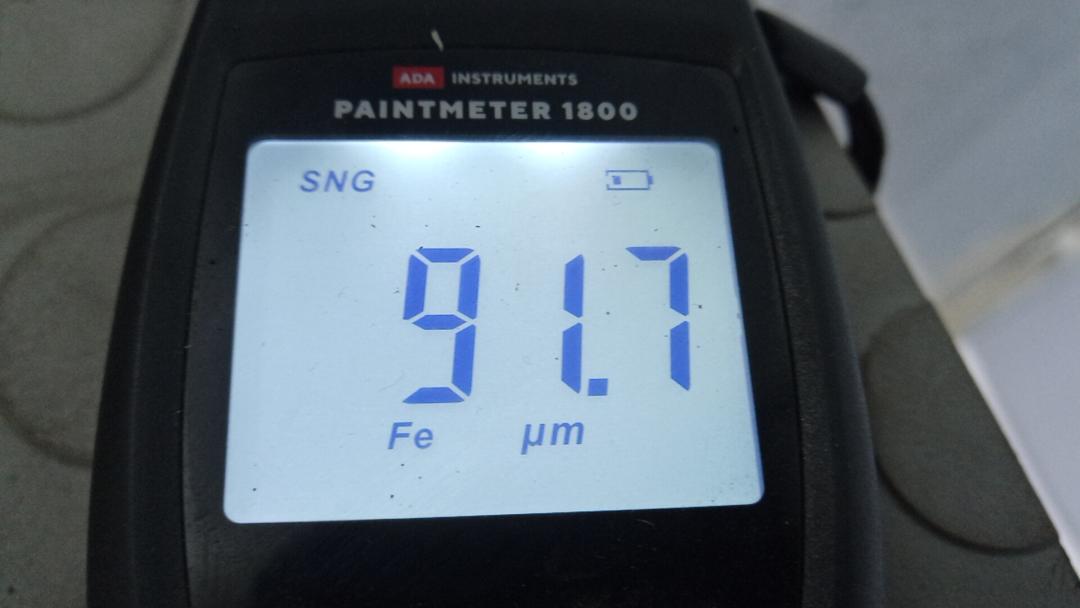 ADA INSTRUMENTS
PAINTMETER 1800
SNG
91.7
Fe µm